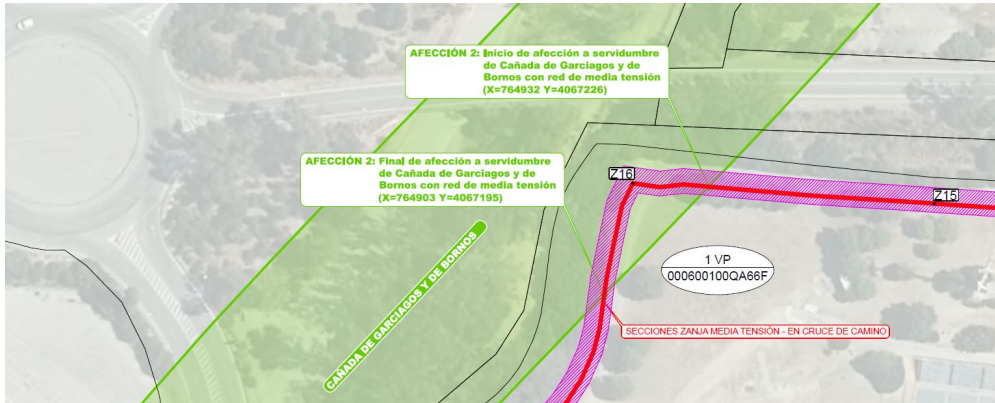 AFECCIÓN 2: Inicio de afección a servidumbre
de Cañada de Garciagos y de
Bornos con red de media tensión
(X=764932 Y=4067226)
AFECCIÓN 2: Final de afección a servidumbre
de Cañada de Garciagos y de
Bornos con red de media tensión
(X=764903 Y=4067195)
Z16
Z15
CAÑADA DE GARCIAGOS Y DE BORNOS
1 VP
000600100QA66F
SECCIONES ZANJA MEDIA TENSIÓN - EN CRUCE DE CAMINO